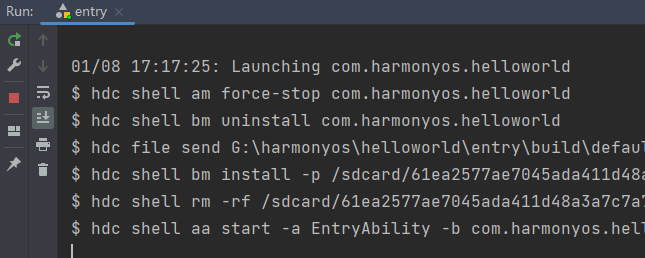 Run: entry
01/08 17:17:25: Launching com.harmonyos.helloworld
$ hdc shell am force-stop com.harmonyos.helloworld
$ hdc shell bm uninstall com.harmonyos.helloworld
$ hdc file send G:\harmonyos\helloworld\entry\build\defaul
$ hdc shell bm install -p /sdcard/61ea2577ae7045ada411d48a
$ hdc shell rm -rf /sdcard/61ea2577ae7045ada411d48a3a7c7a7
$ hdc shell aa start -a EntryAbility -b com.harmonyos.hell